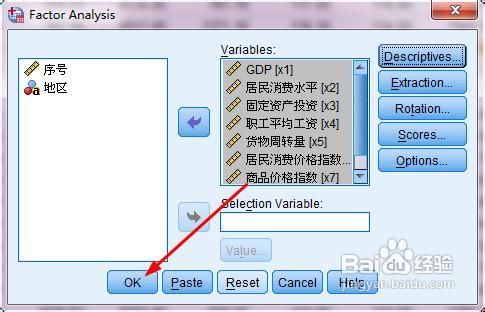 Factor Analysis
Variables:
序号
地区
GDP [x1]
居民消费水平 [x2]
固定资产投资 [x3]
职工平均工资 [x4]
货物周转量 [x5]
居民消费价格指数...
商品价格指数 [x7]
Descriptives...
Extraction...
Rotation...
Scores...
Options...
Selection Variable:
Value...
OK
Paste
Reset
Cancel
Help
Baidu 经验
jingyan.baidu.com